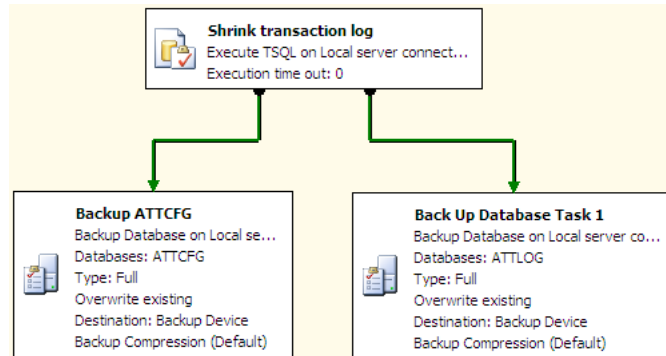 Shrink transaction log
Execute TSQL on Local server connect...
Execution time out: 0
Backup ATTCFG
Backup Database on Local se...
Databases: ATTCFG
Type: Full
Overwrite existing
Destination: Backup Device
Backup Compression (Default)
Back Up Database Task 1
Backup Database on Local server co...
Databases: ATTLOG
Type: Full
Overwrite existing
Destination: Backup Device
Backup Compression (Default)